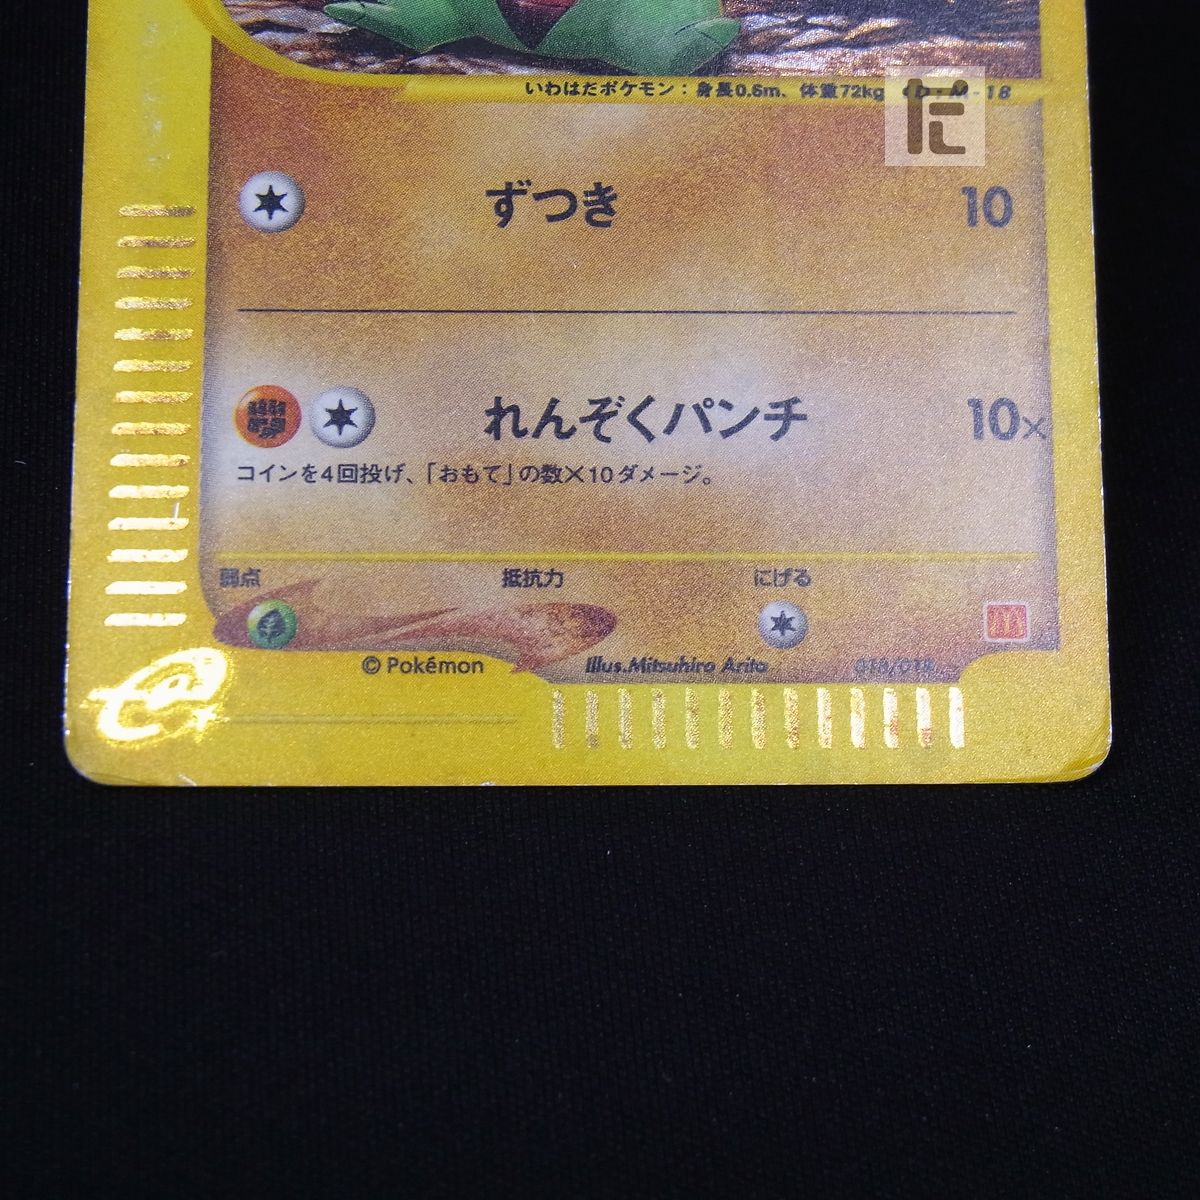 いわはだポケモン：身長0.6m、体重72kg
ずつき 10
れんぞくパンチ 10×
コインを4回投げ、「おもて」の数×10ダメージ。
弱点 抵抗力 にげる
© Pokémon Illus.Mitsuhiro Arita 018/018